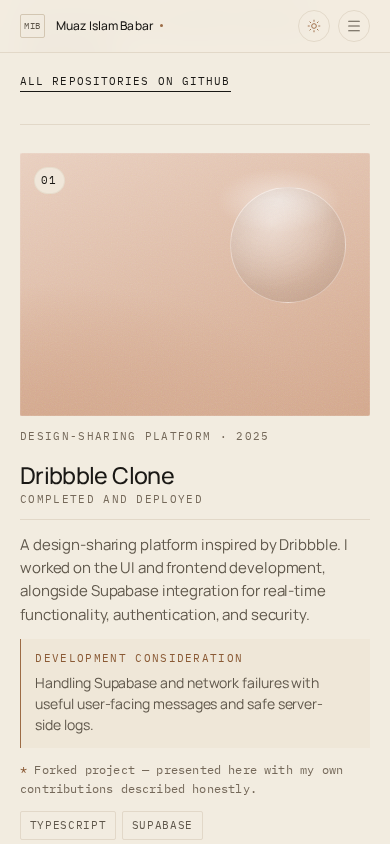 MIB
Muaz Islam Babar
ALL REPOSITORIES ON GITHUB
01
DESIGN-SHARING PLATFORM · 2025
Dribbble Clone
COMPLETED AND DEPLOYED
A design-sharing platform inspired by Dribbble. I
worked on the UI and frontend development,
alongside Supabase integration for real-time
functionality, authentication, and security.
DEVELOPMENT CONSIDERATION
Handling Supabase and network failures with
useful user-facing messages and safe server-
side logs.
* Forked project — presented here with my own
contributions described honestly.
TYPESCRIPT
SUPABASE